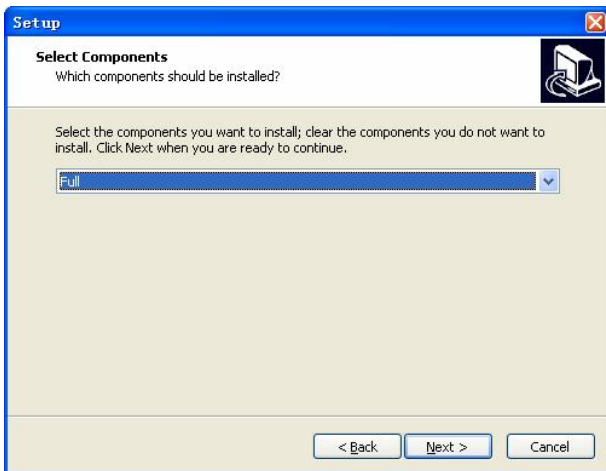 Setup
Select Components
Which components should be installed?
Select the components you want to install; clear the components you do not want to
install. Click Next when you are ready to continue.
Full
< Back
Next >
Cancel